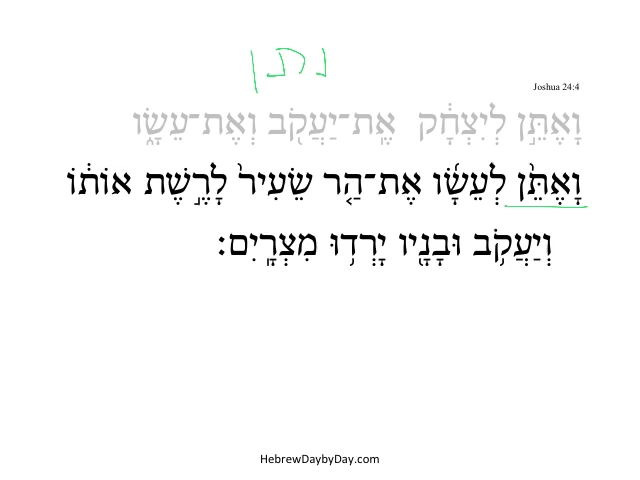 נתן
Joshua 24:4
וָאֶתֵּ֣ן לְיִצְחָ֔ק אֶֽת־יַעֲקֹ֖ב וְאֶת־עֵשָׂ֑ו
וָאֶתֵּ֨ן לְעֵשָׂ֜ו אֶת־הַ֤ר שֵׂעִיר֙ לָרֶ֣שֶׁת אוֹת֔וֹ
וְיַעֲקֹ֥ב וּבָנָ֖יו יָרְד֥וּ מִצְרָֽיִם׃
HebrewDaybyDay.com